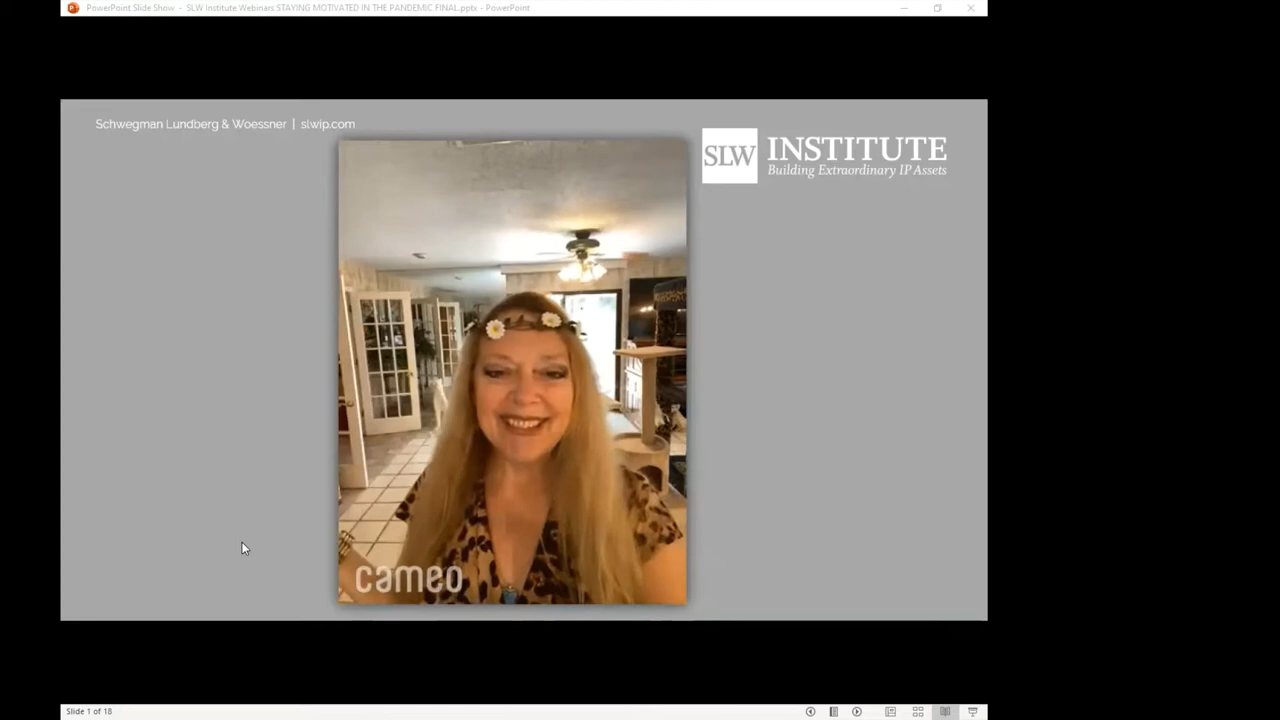 PowerPoint Slide Show - SLW Institute Webinars STAYING MOTIVATED IN THE PANDEMIC FINAL.pptx - PowerPoint
Schwegman Lundberg & Woessner | slwip.com
SLW INSTITUTE
Building Extraordinary IP Assets
cameo
Slide 1 of 18